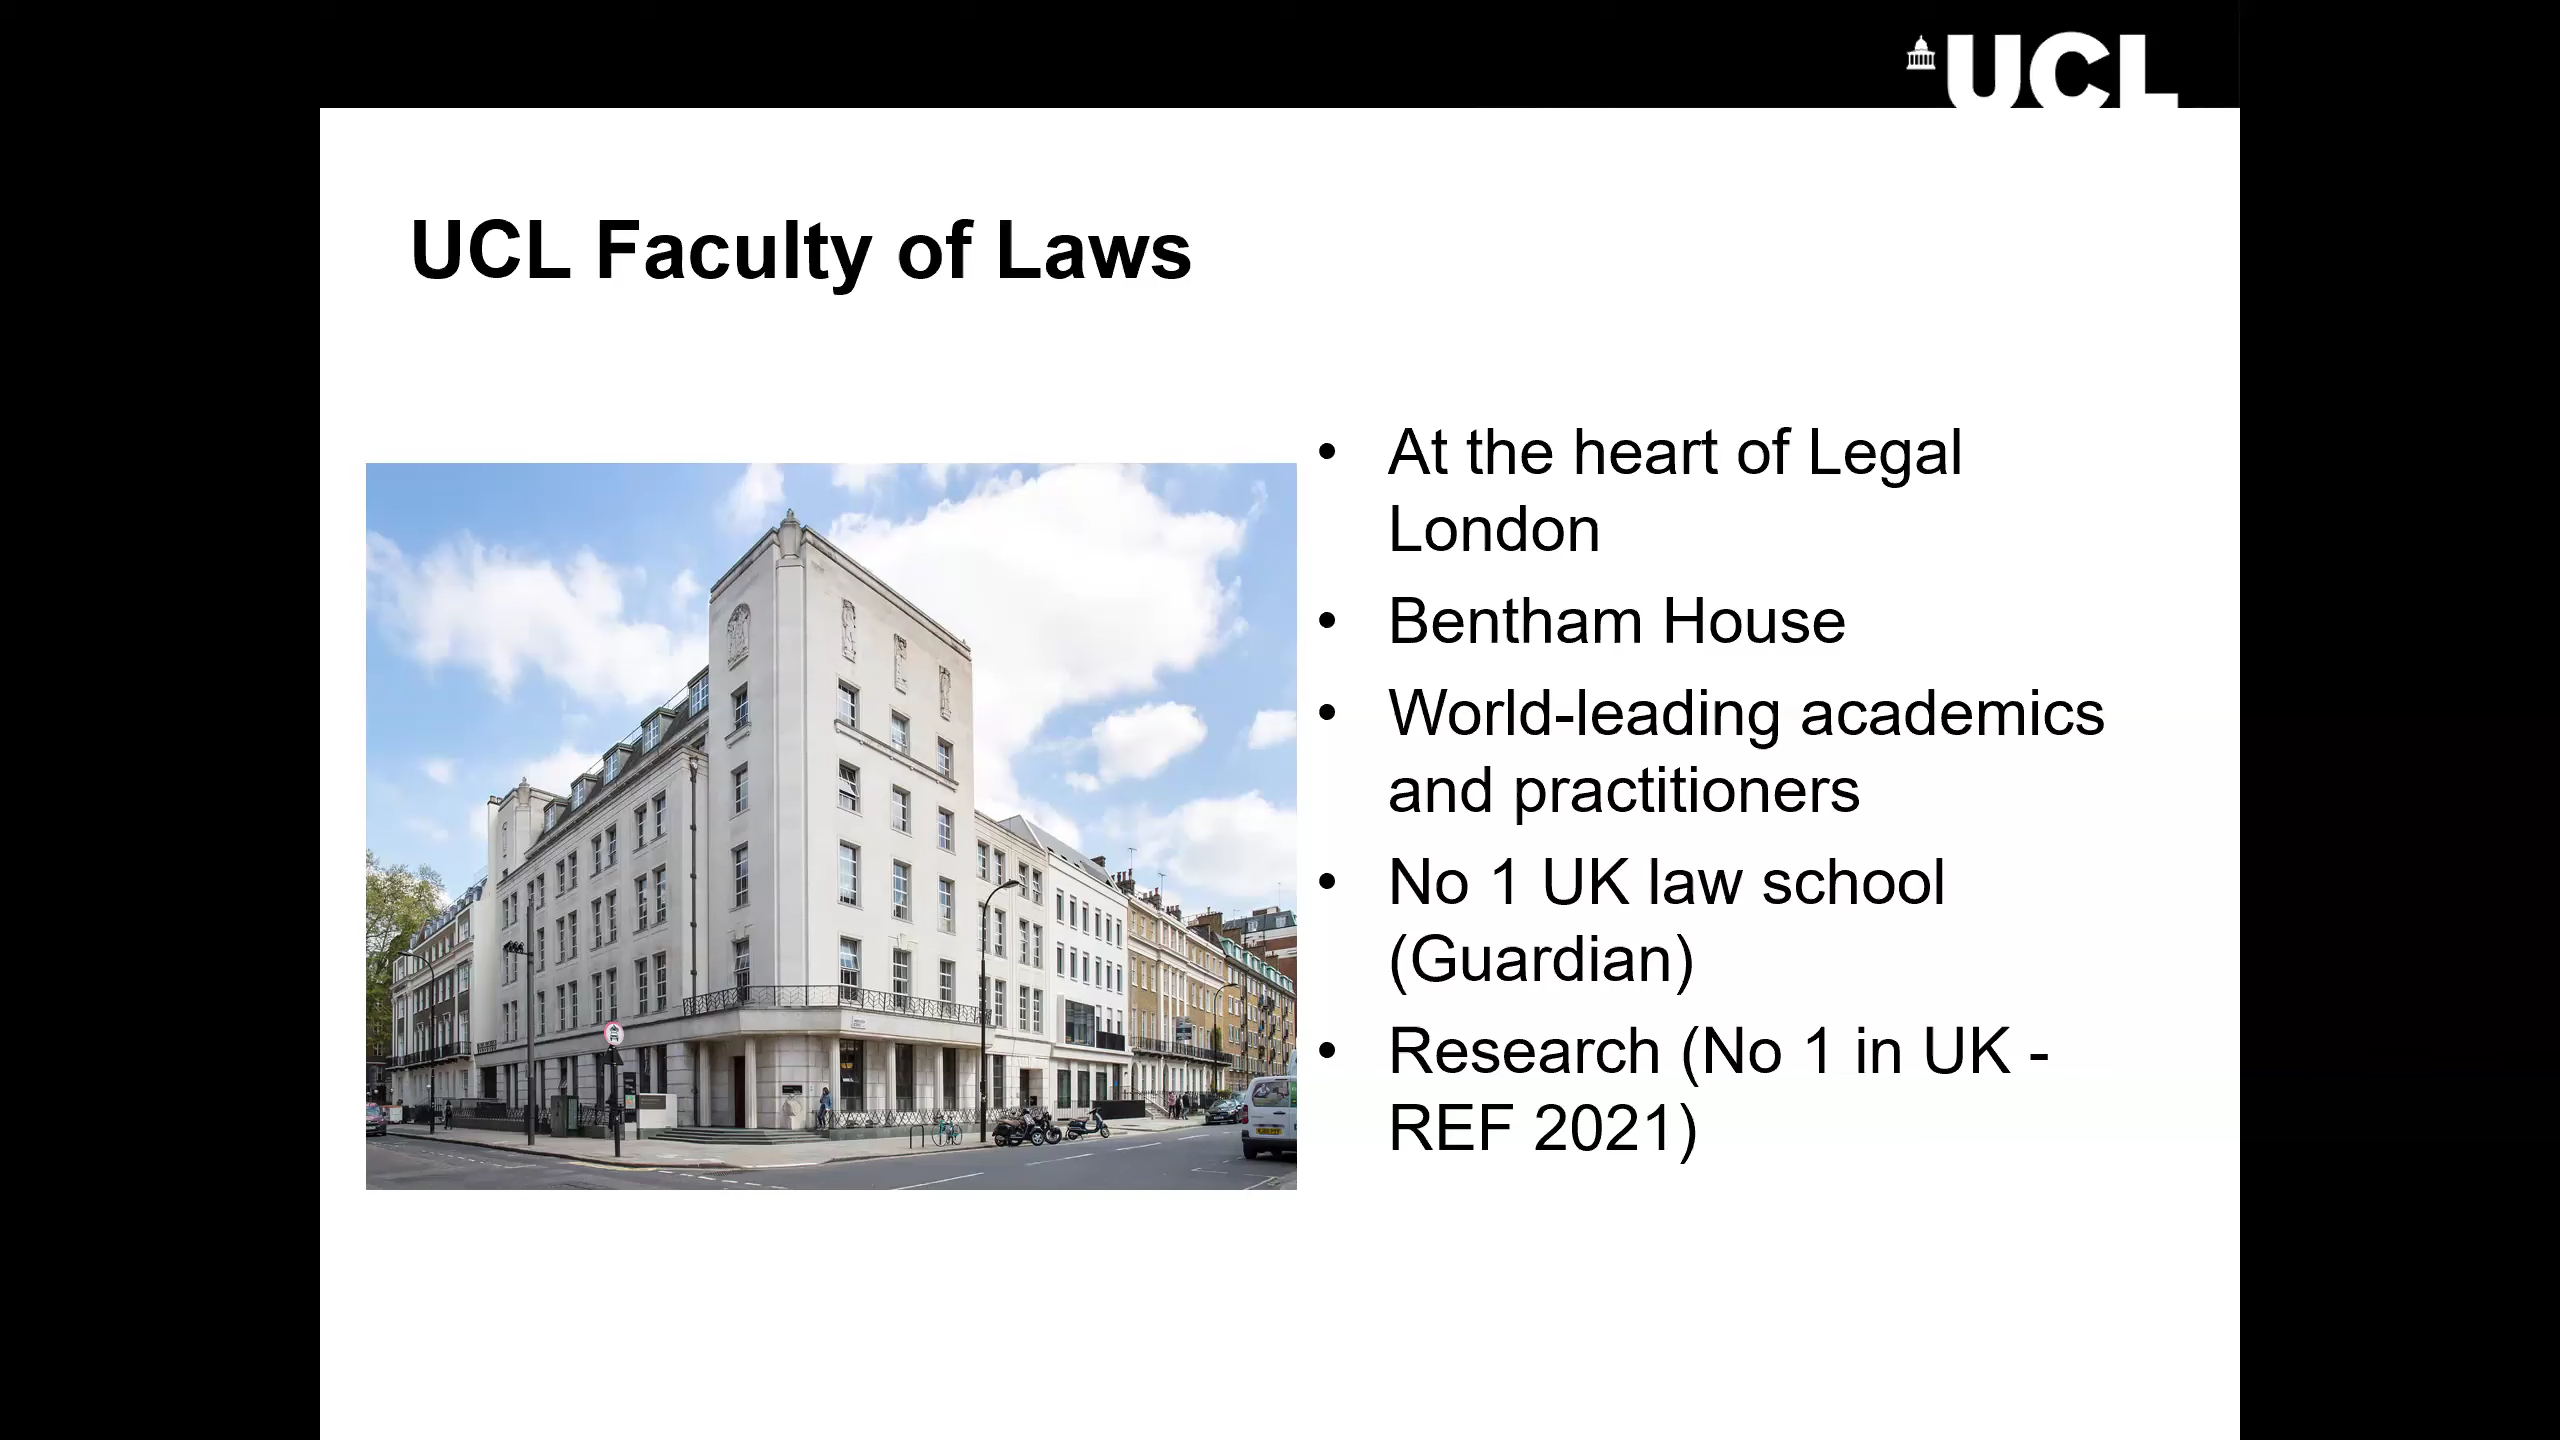 UCL
UCL Faculty of Laws
• At the heart of Legal
London
• Bentham House
• World-leading academics
and practitioners
• No 1 UK law school
(Guardian)
• Research (No 1 in UK -
REF 2021)